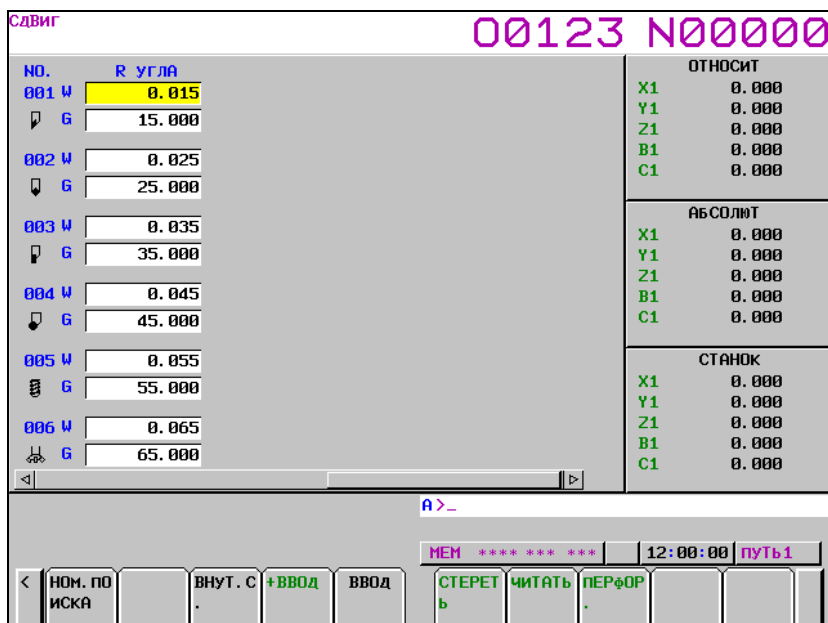 СДВИГ
O0123 N00000
NO. R УГЛА
001 W 0.015
G 15.000
002 W 0.025
G 25.000
003 W 0.035
G 35.000
004 W 0.045
G 45.000
005 W 0.055
G 55.000
006 W 0.065
G 65.000
ОТНОСИТ
X1 0.000
Y1 0.000
Z1 0.000
B1 0.000
C1 0.000
АБСОЛЮТ
X1 0.000
Y1 0.000
Z1 0.000
B1 0.000
C1 0.000
СТАНОК
X1 0.000
Y1 0.000
Z1 0.000
B1 0.000
C1 0.000
A>_
MEM **** *** *** 12:00:00 ПУТЬ1
< НОМ.ПО ВНУТ.С +ВВОД ВВОД СТЕРЕТ ЧИТАТЬ ПЕРФОР
ИСКА . Ь .